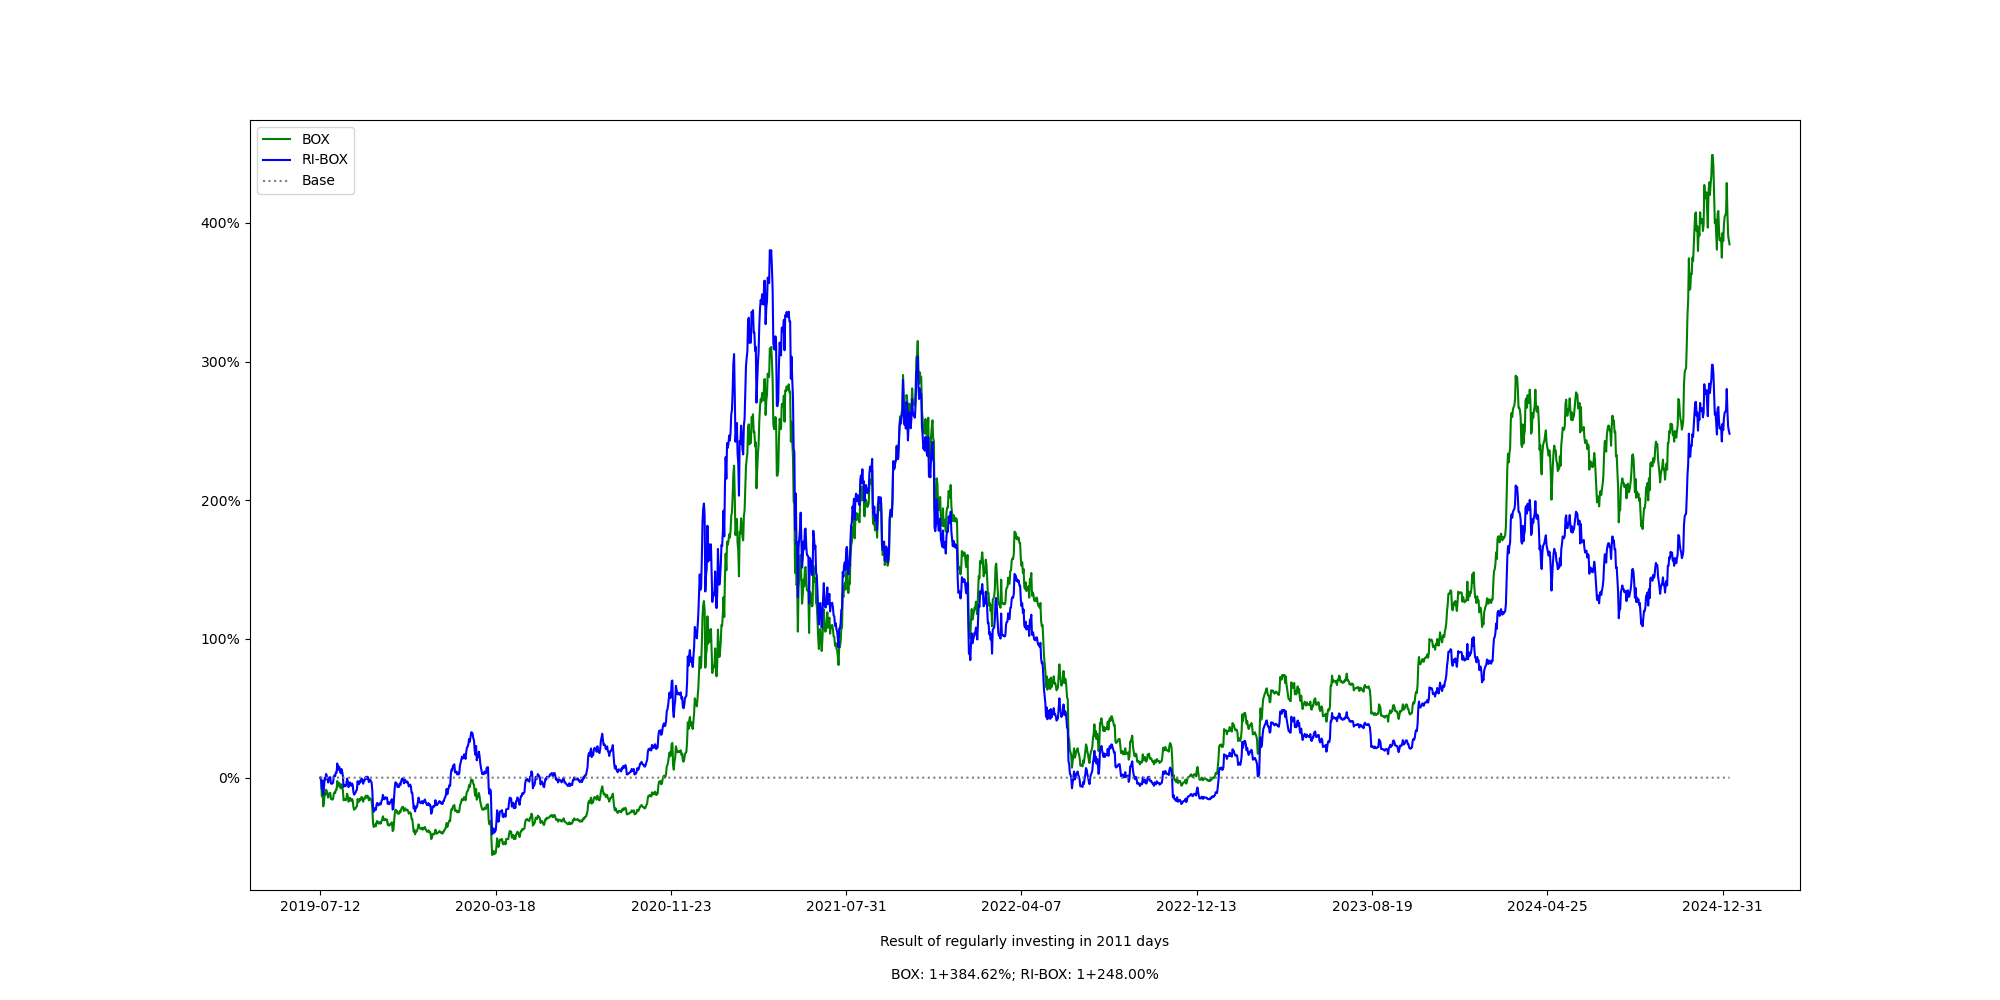 BOX
RI-BOX
Base
400%
300%
200%
100%
0%
2019-07-12 2020-03-18 2020-11-23 2021-07-31 2022-04-07 2022-12-13 2023-08-19 2024-04-25 2024-12-31
Result of regularly investing in 2011 days
BOX: 1+384.62%; RI-BOX: 1+248.00%